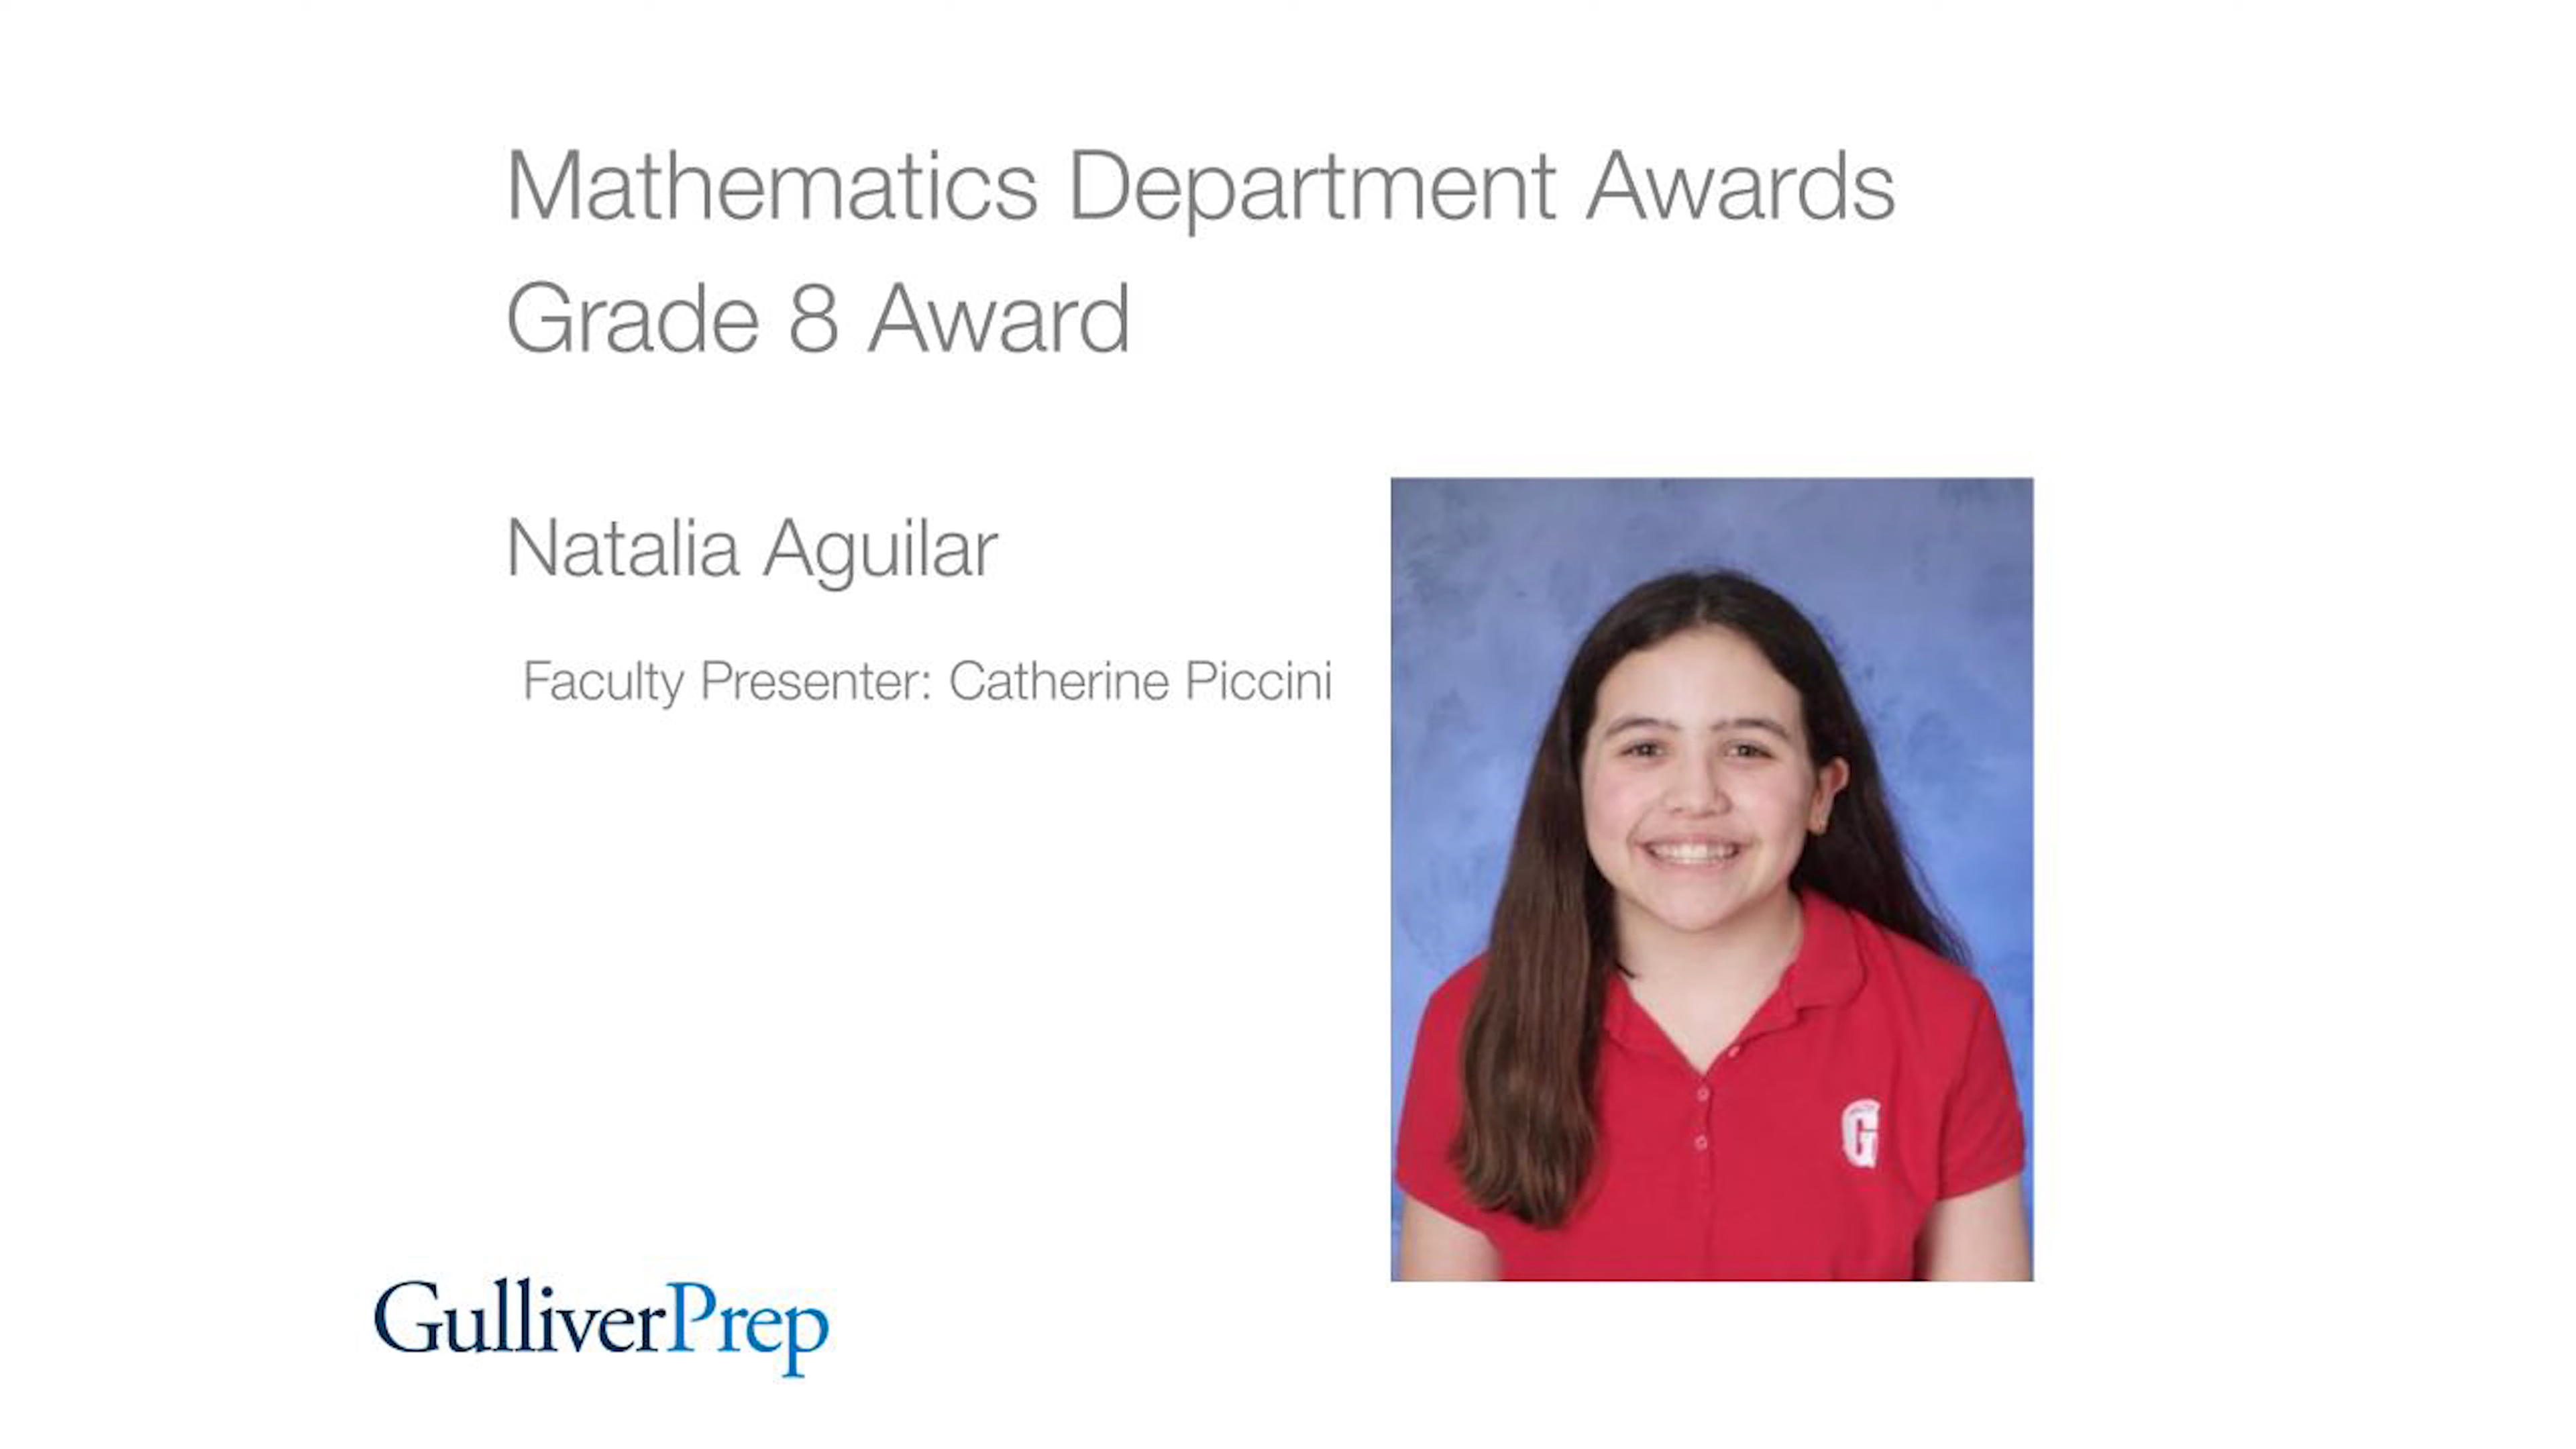 Mathematics Department Awards
Grade 8 Award
Natalia Aguilar
Faculty Presenter: Catherine Piccini
G
GulliverPrep